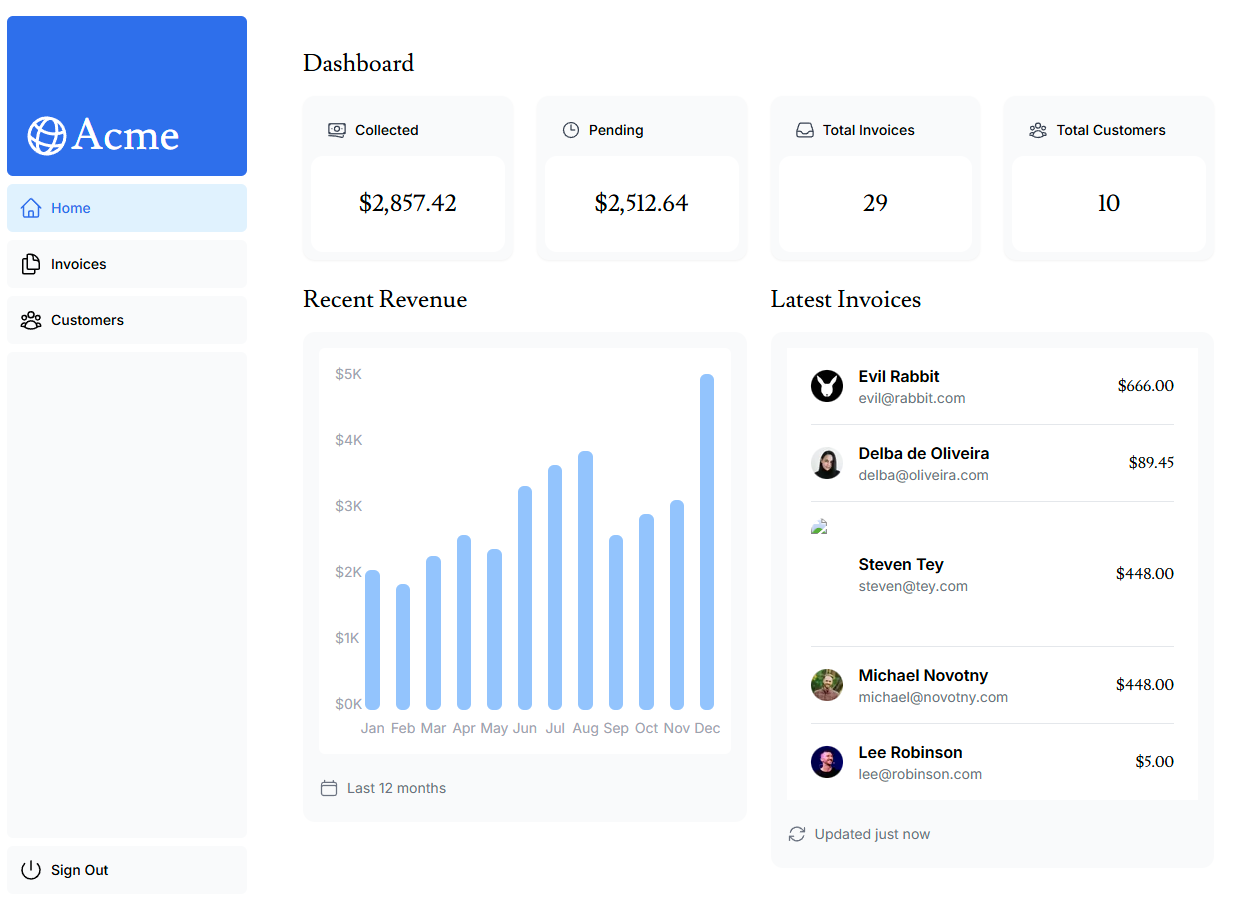 Acme
Home
Invoices
Customers
Sign Out
Dashboard
Collected
$2,857.42
Pending
$2,512.64
Total Invoices
29
Total Customers
10
Recent Revenue
$5K
$4K
$3K
$2K
$1K
$0K
Jan Feb Mar Apr May Jun Jul Aug Sep Oct Nov Dec
Last 12 months
Latest Invoices
Evil Rabbit
evil@rabbit.com
$666.00
Delba de Oliveira
delba@oliveira.com
$89.45
Steven Tey
steven@tey.com
$448.00
Michael Novotny
michael@novotny.com
$448.00
Lee Robinson
lee@robinson.com
$5.00
Updated just now